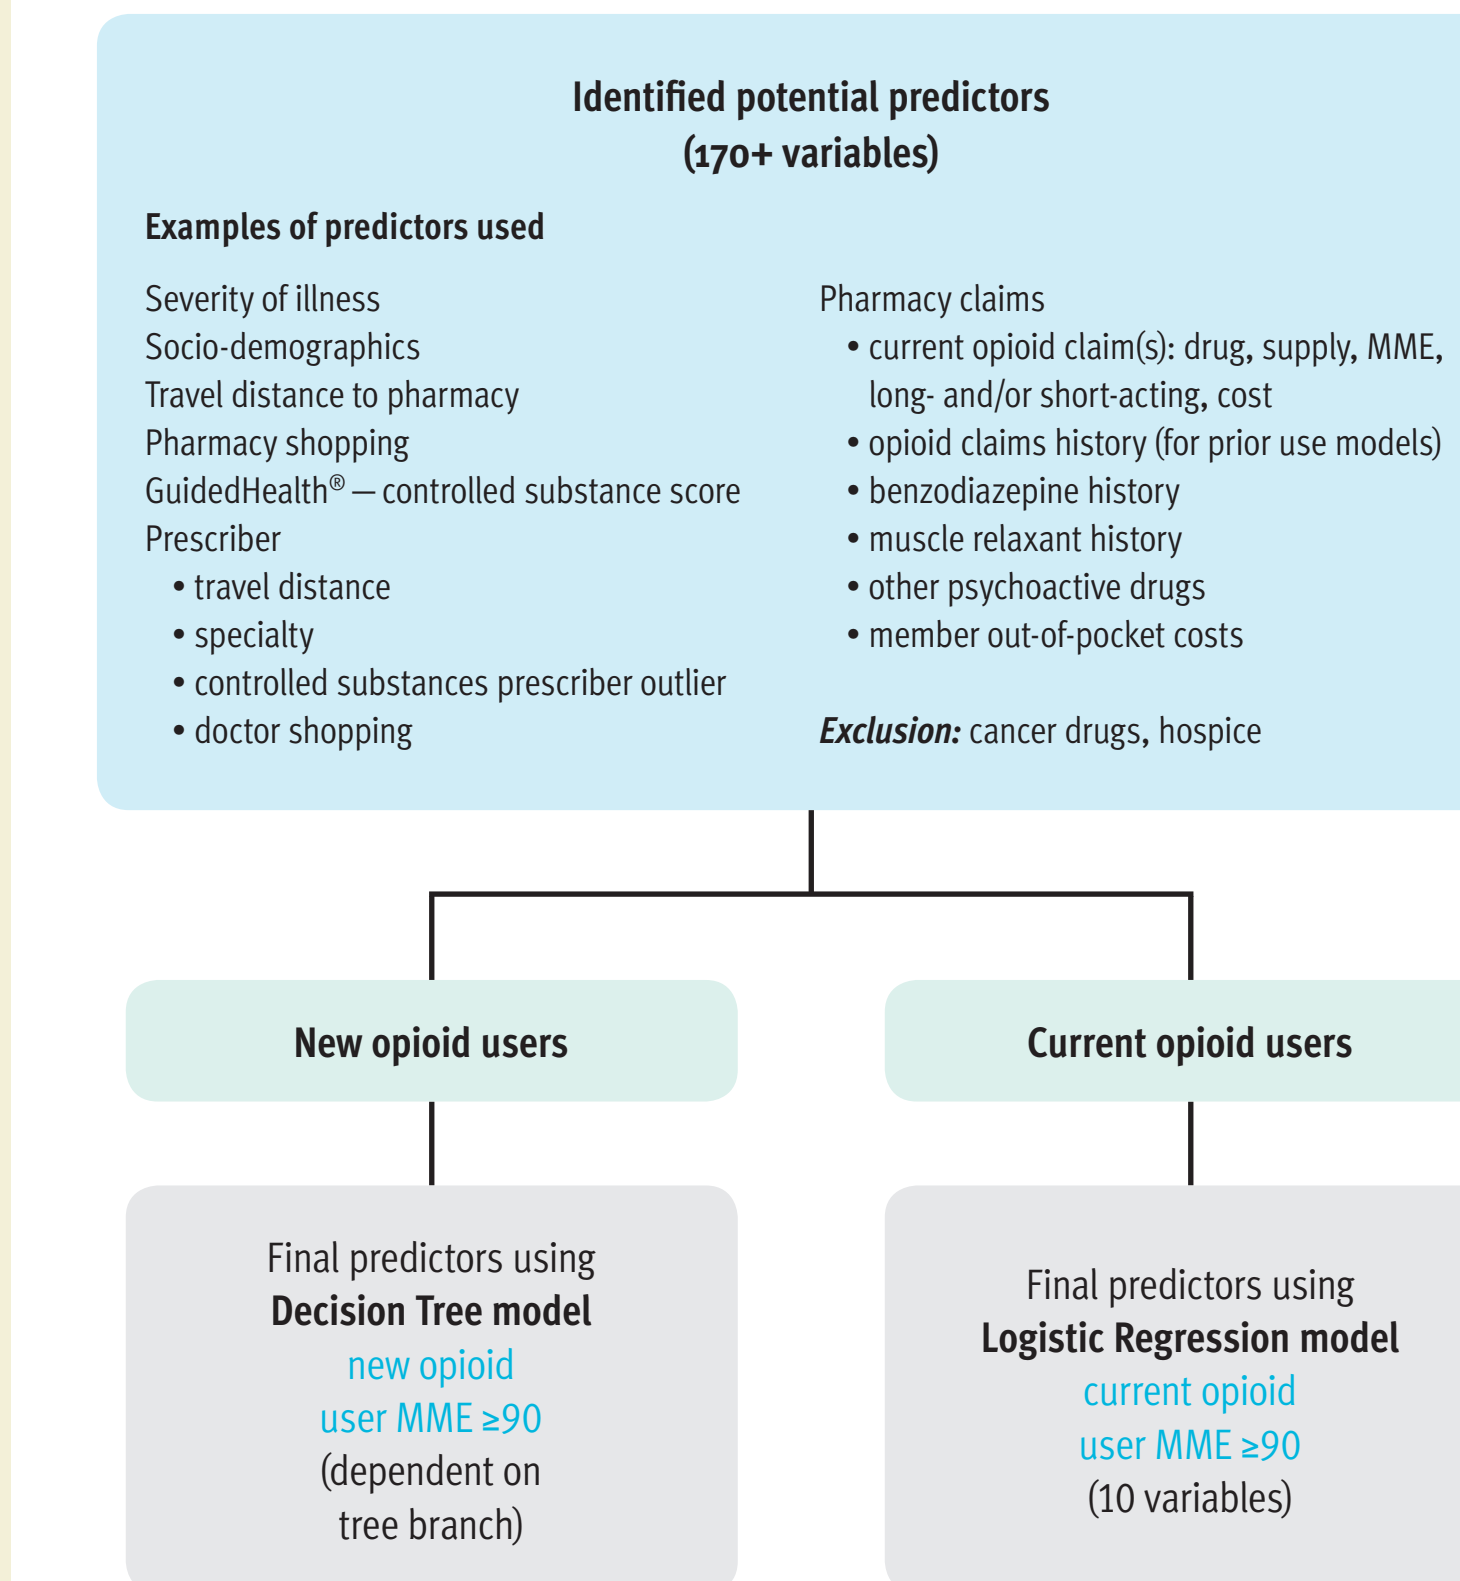 Identified potential predictors
(170+ variables)
Examples of predictors used
Severity of illness
Socio-demographics
Travel distance to pharmacy
Pharmacy shopping
GuidedHealth® — controlled substance score
Prescriber
• travel distance
• specialty
• controlled substances prescriber outlier
• doctor shopping
Pharmacy claims
• current opioid claim(s): drug, supply, MME,
long- and/or short-acting, cost
• opioid claims history (for prior use models)
• benzodiazepine history
• muscle relaxant history
• other psychoactive drugs
• member out-of-pocket costs
Exclusion: cancer drugs, hospice
New opioid users
Current opioid users
Final predictors using
Decision Tree model
new opioid
user MME ≥90
(dependent on
tree branch)
Final predictors using
Logistic Regression model
current opioid
user MME ≥90
(10 variables)